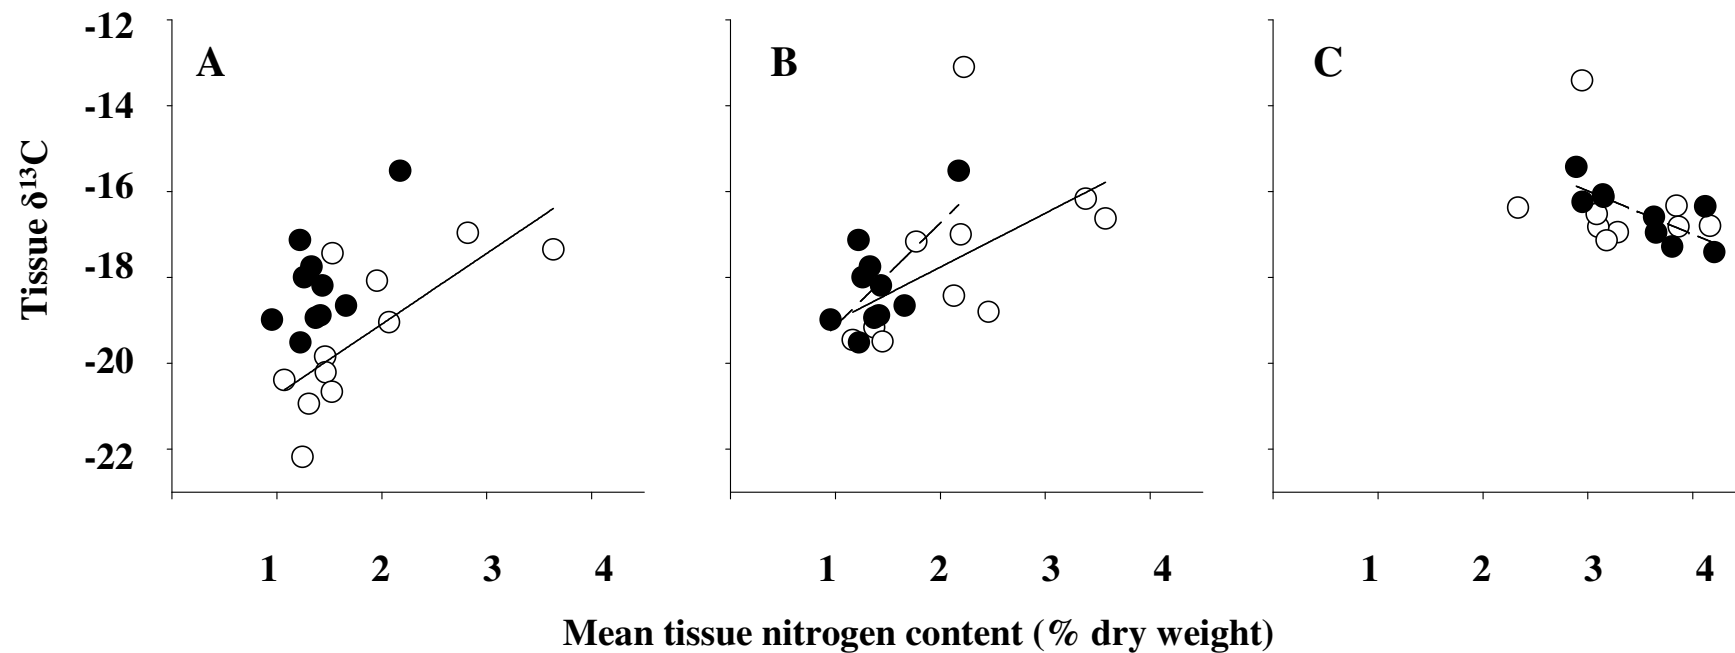 -12
-14
-16
-18
-20
-22
Tissue δ¹³C
A
B
C
1 2 3 4
1 2 3 4
1 2 3 4
Mean tissue nitrogen content (% dry weight)